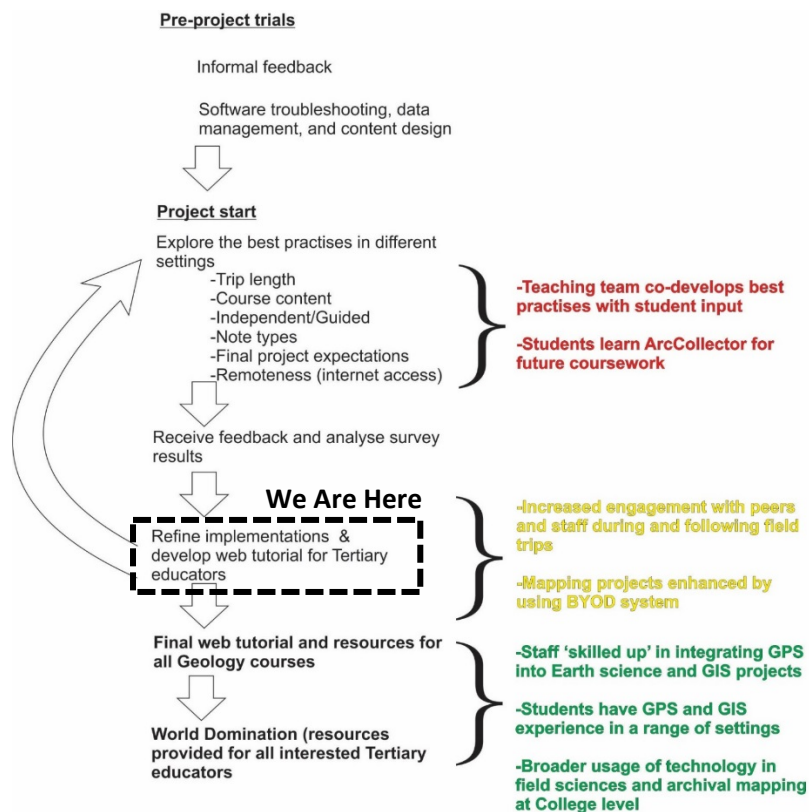 Pre-project trials
Informal feedback
Software troubleshooting, data
management, and content design
Project start
Explore the best practises in different
settings
-Trip length
-Course content
-Independent/Guided
-Note types
-Final project expectations
-Remoteness (internet access)
-Teaching team co-develops best
practises with student input
-Students learn ArcCollector for
future coursework
Receive feedback and analyse survey
results
We Are Here
Refine implementations &
develop web tutorial for Tertiary
educators
-Increased engagement with peers
and staff during and following field
trips
-Mapping projects enhanced by
using BYOD system
Final web tutorial and resources for
all Geology courses
World Domination (resources
provided for all interested Tertiary
educators
-Staff ‘skilled up’ in integrating GPS
into Earth science and GIS projects
-Students have GPS and GIS
experience in a range of settings
-Broader usage of technology in
field sciences and archival mapping
at College level